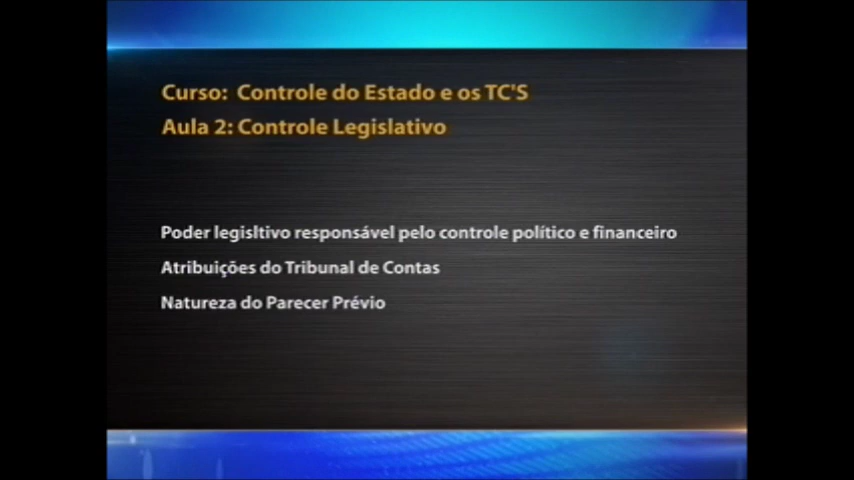 Curso: Controle do Estado e os TC'S
Aula 2: Controle Legislativo
Poder legisltivo responsável pelo controle político e financeiro
Atribuições do Tribunal de Contas
Natureza do Parecer Prévio